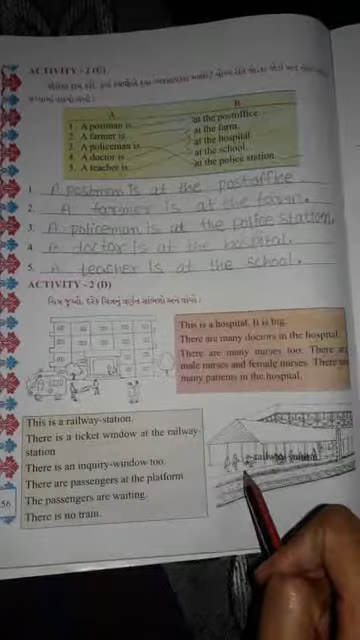 ACTIVITY - 2 (C)
A B
1. A postman is at the postoffice
2. A farmer is at the farm.
3. A policeman is at the hospital
4. A doctor is at the school.
5. A teacher is at the police station.
1. A postman is at the postoffice
2. A farmer is at the farm.
3. A policeman is at the police station.
4. A doctor is at the hospital.
5. A teacher is at the school.
ACTIVITY - 2 (D)
This is a hospital. It is big.
There are many doctors in the hospital.
There are many nurses too. There are
male nurses and female nurses. There are
many patients in the hospital.
This is a railway-station.
There is a ticket window at the railway-
station
There is an inquiry-window too.
There are passengers at the platform
The passengers are waiting.
There is no train.
56